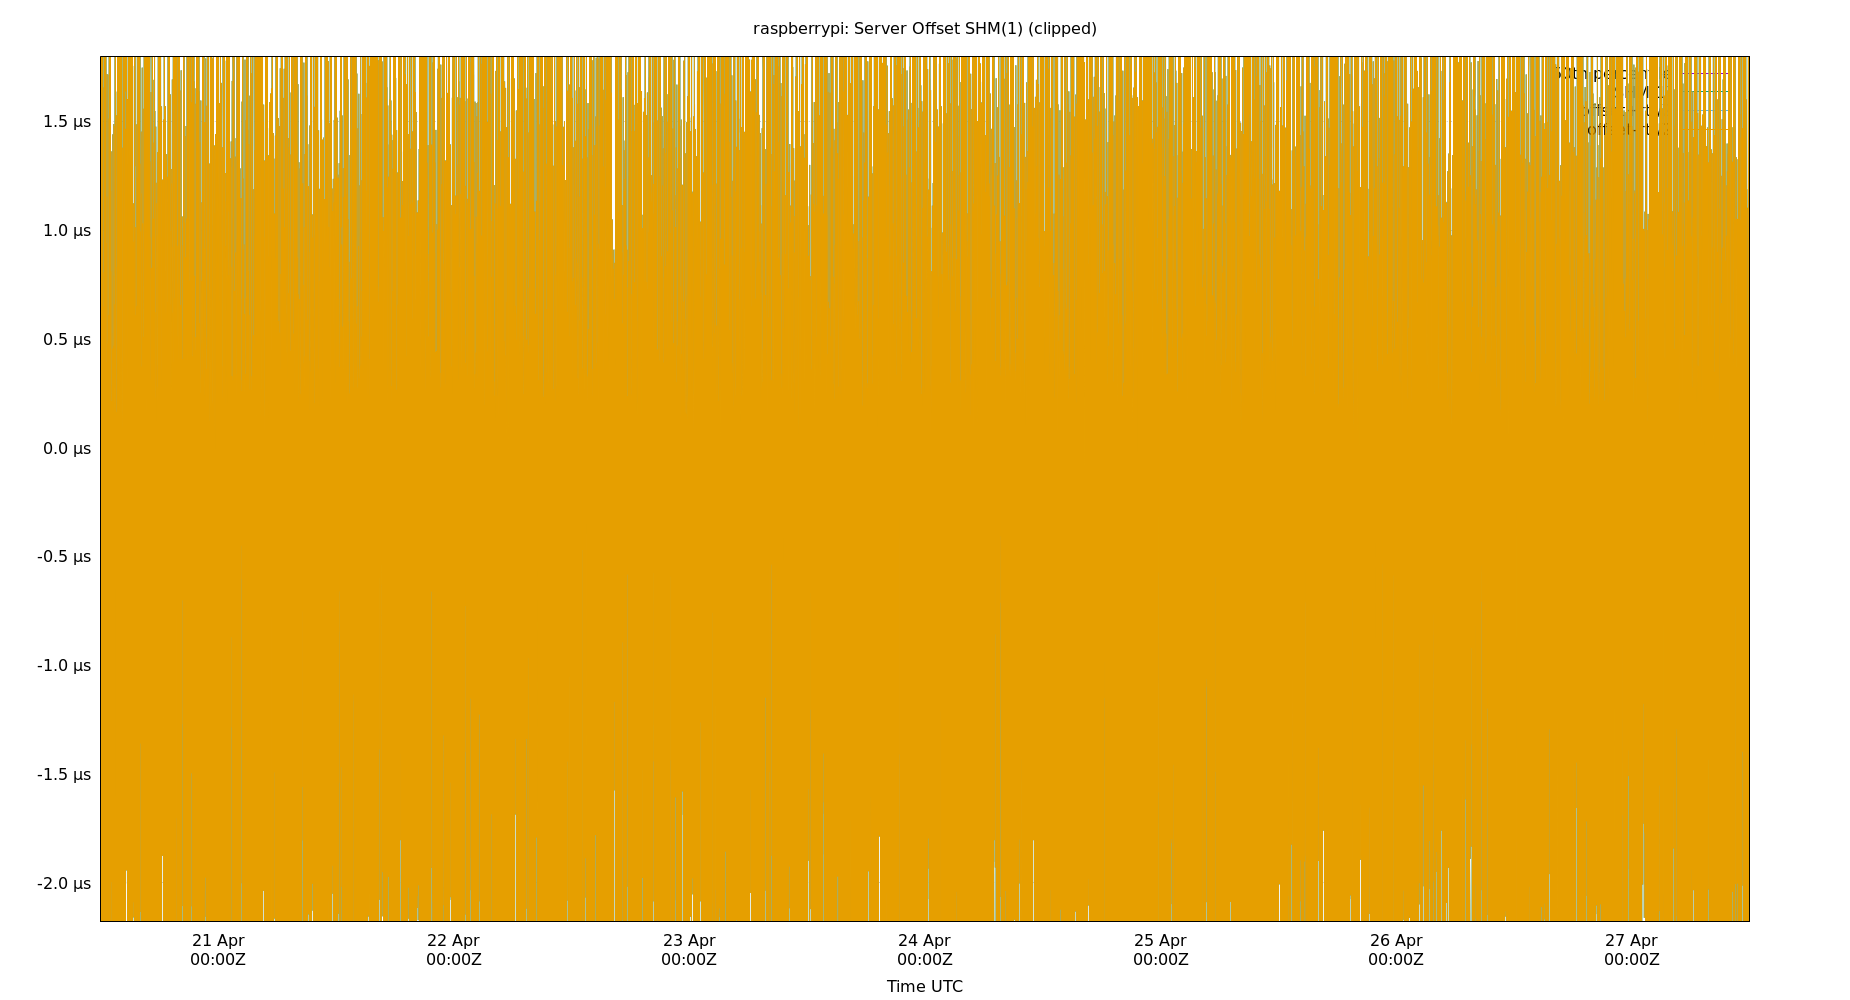 raspberrypi: Server Offset SHM(1) (clipped)
1.5 µs
1.0 µs
0.5 µs
0.0 µs
-0.5 µs
-1.0 µs
-1.5 µs
-2.0 µs
21 Apr
00:00Z
22 Apr
00:00Z
23 Apr
00:00Z
24 Apr
00:00Z
25 Apr
00:00Z
26 Apr
00:00Z
27 Apr
00:00Z
Time UTC